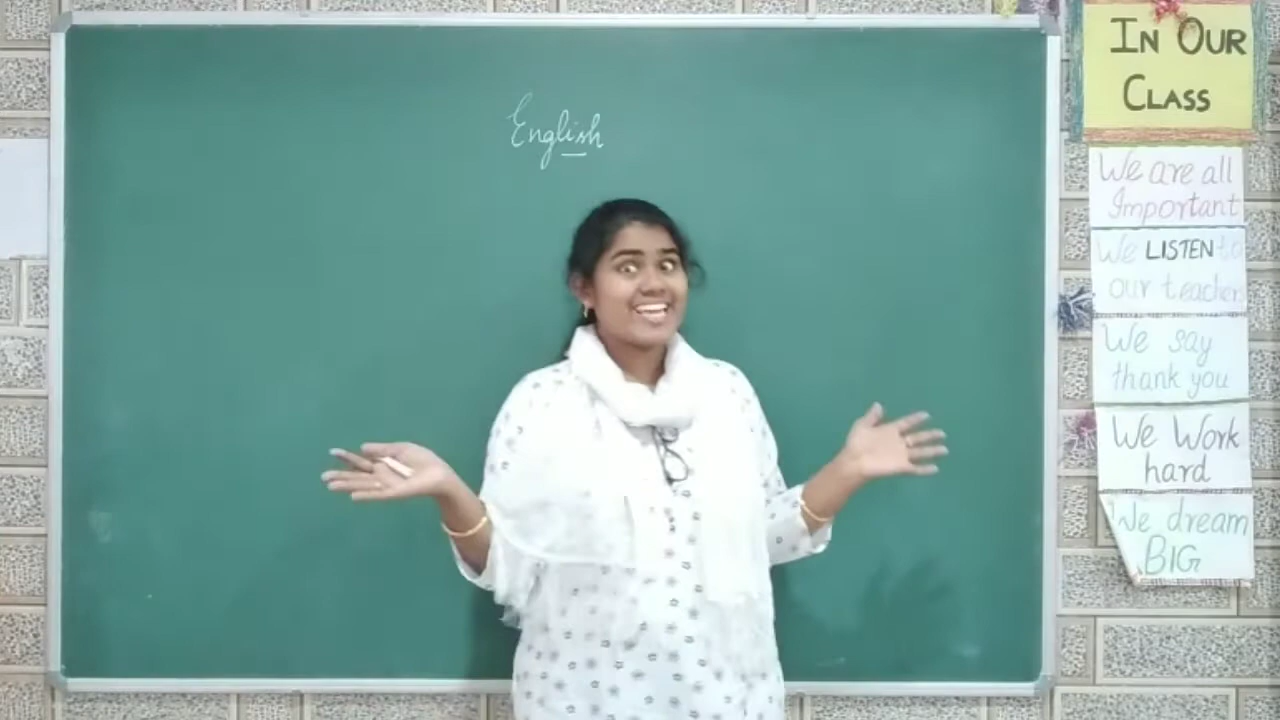 English
IN OUR
CLASS
We are all
Important
We LISTEN to
our teacher
We say
thank you
We Work
hard
We dream
BIG